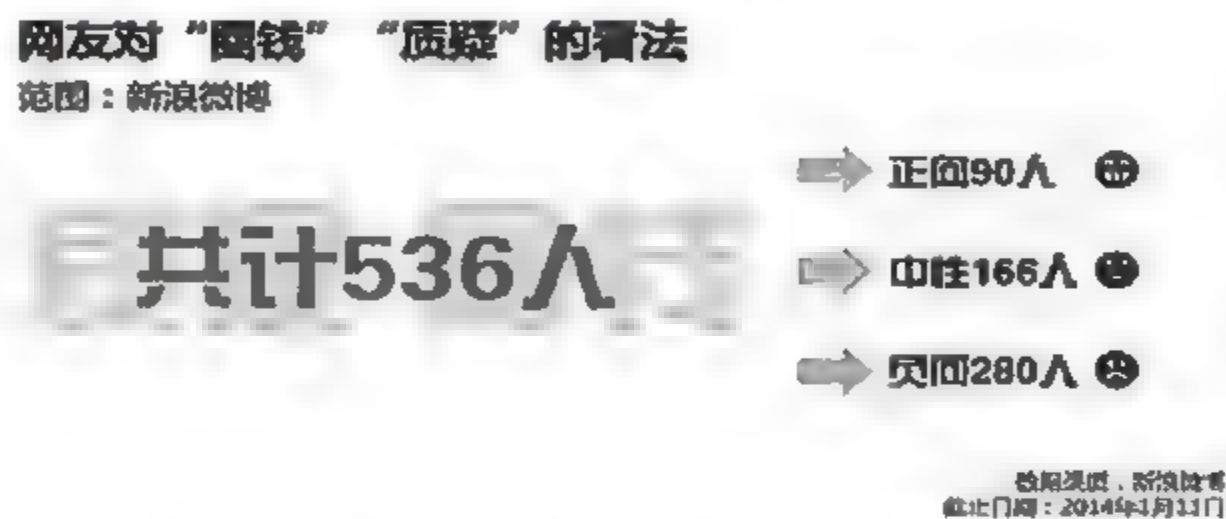 网友对“圈钱”“质疑”的看法
范围：新浪微博
共计536人
正面90人
中性166人
负面280人
数据来源：新浪微博
截止日期：2014年1月11日